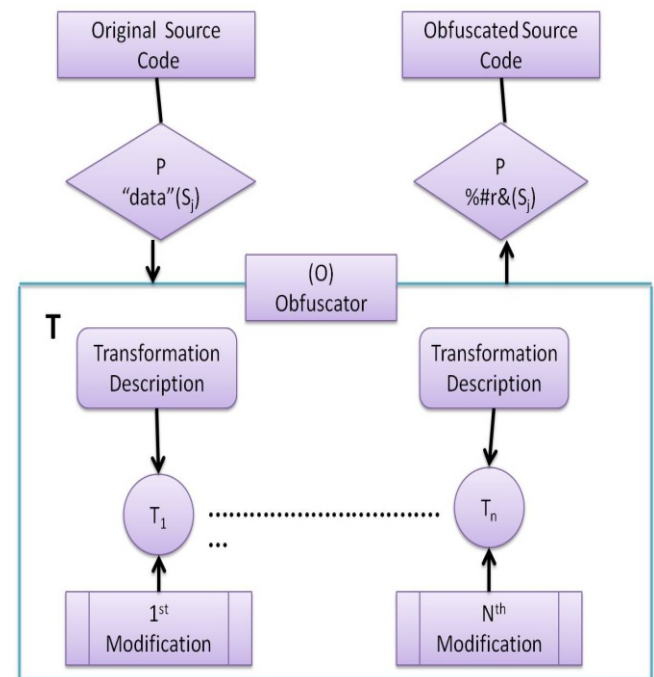 Original Source
Code
Obfuscated Source
Code
P
“data”(Sj)
P
%#r&(Sj)
(O)
Obfuscator
T
Transformation
Description
Transformation
Description
T1
.......................................
...
Tn
1st
Modification
Nth
Modification